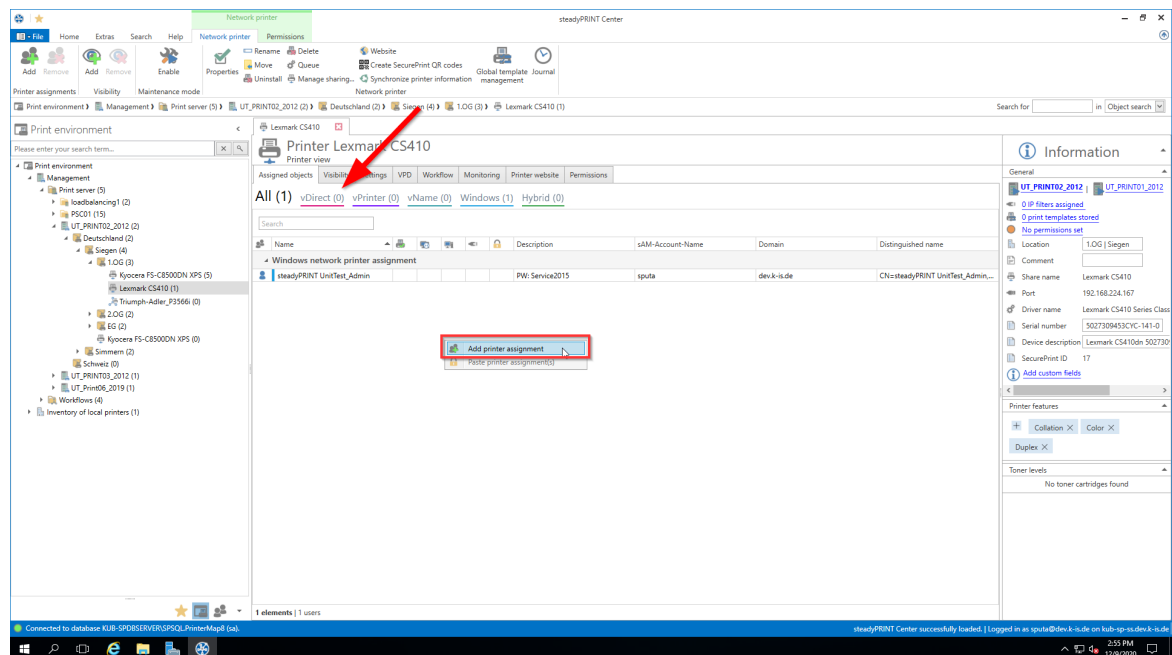 Network printer
steadyPRINT Center
File Home Extras Search Help Network printer Permissions
Add Remove
Add Remove
Enable
Properties
Rename Delete Website
Move Queue Create SecurePrint QR codes
Uninstall Manage sharing... Synchronize printer information
Global template management
Journal
Printer assignments Visibility Maintenance mode Network printer
Print environment Management Print server (5) UT_PRINT02_2012 (2) Deutschland (2) Siegen (4) 1.OG (3) Lexmark CS410 (1)
Search for in Object search
Print environment
Please enter your search term...
Print environment
Management
Print server (5)
loadbalancing1 (2)
PSC01 (15)
UT_PRINT02_2012 (2)
Deutschland (2)
Siegen (4)
1.OG (3)
Kyocera FS-C8500DN XPS (5)
Lexmark CS410 (1)
Triumph-Adler_P3566i (0)
2.OG (2)
EG (2)
Kyocera FS-C8500DN XPS (0)
Simmern (2)
Schweiz (0)
UT_PRINT03_2012 (1)
UT_Print06_2019 (1)
Workflows (4)
Inventory of local printers (1)
Lexmark CS410
Printer Lexmark CS410
Printer view
Assigned objects Visibility VPD Workflow Monitoring Printer website Permissions
All (1) vDirect (0) vPrinter (0) vName (0) Windows (1) Hybrid (0)
Search
Name Description sAM-Account-Name Domain Distinguished name
Windows network printer assignment
steadyPRINT UnitTest_Admin PW: Service2015 sputa dev.k-is.de CN=steadyPRINT UnitTest_Admin,...
Add printer assignment
Paste printer assignment(s)
1 elements | 1 users
Information
General
UT_PRINT02_2012 | UT_PRINT01_2012
0 IP filters assigned
0 print templates stored
No permissions set
Location 1.OG | Siegen
Comment
Share name Lexmark CS410
Port 192.168.224.167
Driver name Lexmark CS410 Series Class
Serial number 5027309453CYC-141-0
Device description Lexmark CS410dn 502730
SecurePrint ID 17
Add custom fields
Printer features
Collation Color
Duplex
Toner levels
No toner cartridges found
Connected to database KUB-SPDBSERVER\SPSQL.PrinterMap8 (sa).
steadyPRINT Center successfully loaded. | Logged in as sputa@dev.k-is.de on kub-sp-ss.dev.k-is.de
2:55 PM
12/9/2020